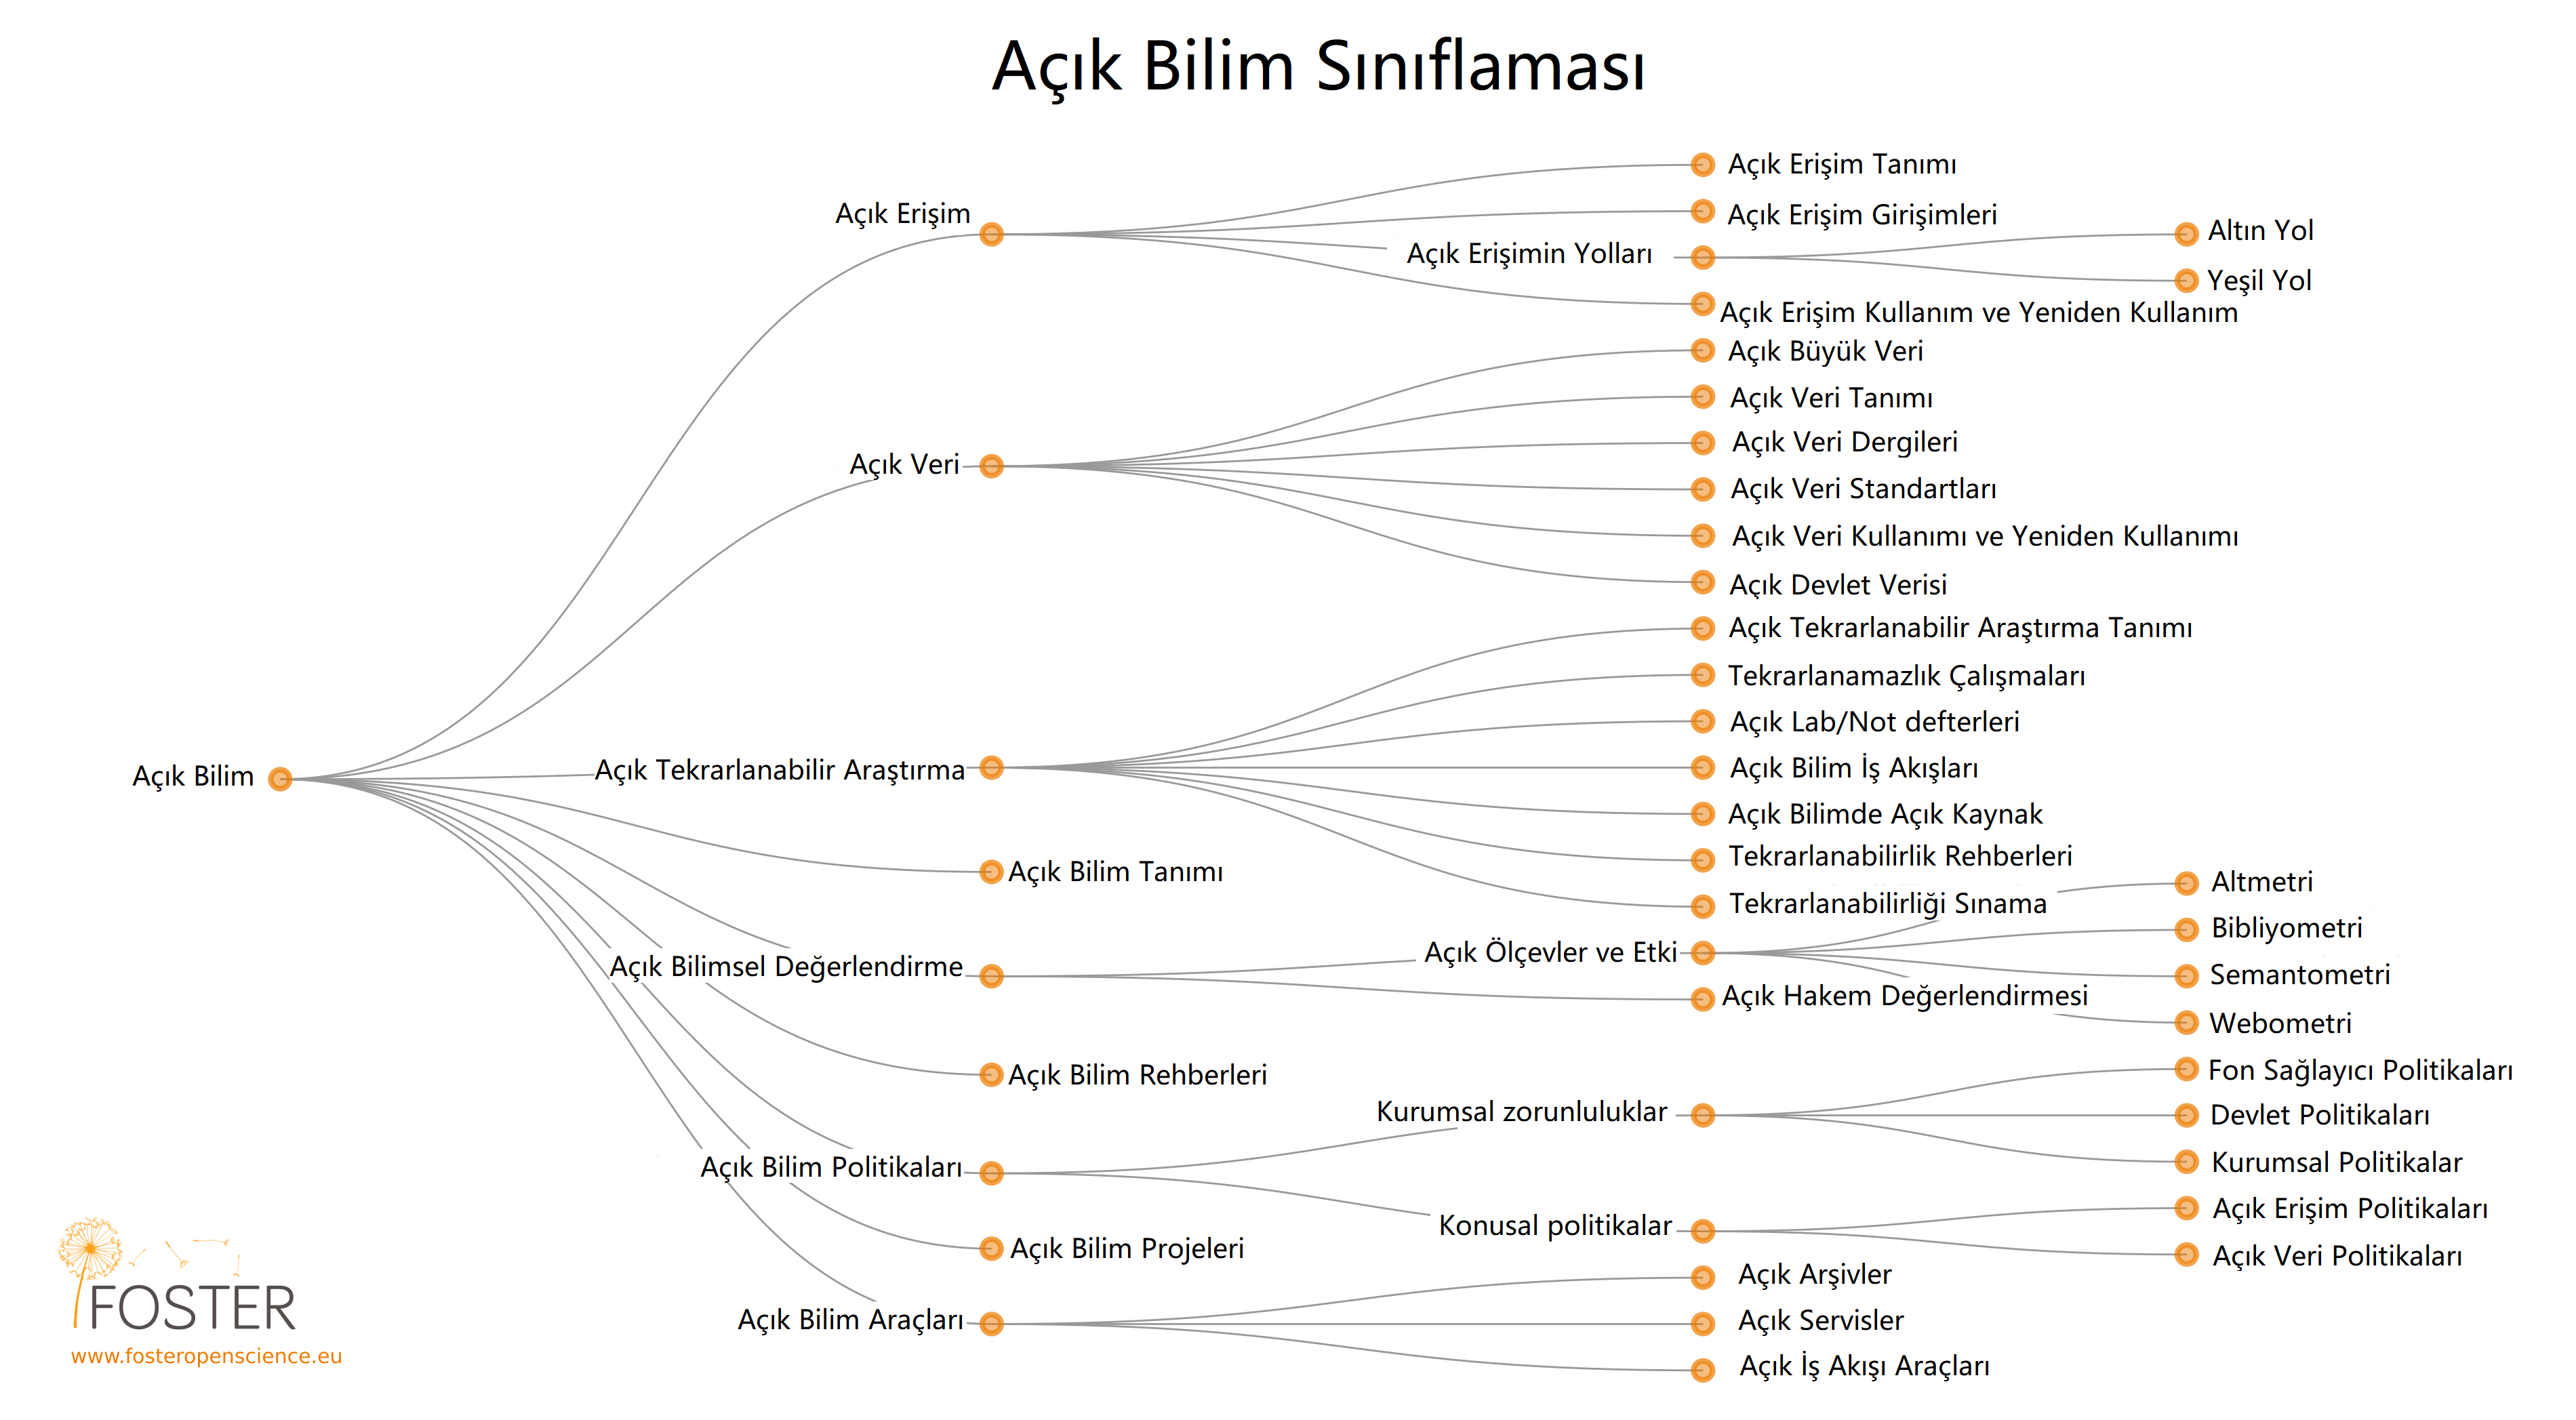 Açık Bilim Sınıflaması
Açık Bilim
Açık Erişim
Açık Erişim Tanımı
Açık Erişim Girişimleri
Açık Erişimin Yolları
Altın Yol
Yeşil Yol
Açık Erişim Kullanım ve Yeniden Kullanım
Açık Veri
Açık Büyük Veri
Açık Veri Tanımı
Açık Veri Dergileri
Açık Veri Standartları
Açık Veri Kullanımı ve Yeniden Kullanımı
Açık Devlet Verisi
Açık Tekrarlanabilir Araştırma
Açık Tekrarlanabilir Araştırma Tanımı
Tekrarlanamazlık Çalışmaları
Açık Lab/Not defterleri
Açık Bilim İş Akışları
Açık Bilimde Açık Kaynak
Tekrarlanabilirlik Rehberleri
Tekrarlanabilirliği Sınama
Açık Bilim Tanımı
Açık Bilimsel Değerlendirme
Açık Ölçevler ve Etki
Altmetri
Bibliyometri
Semantometri
Webometri
Açık Hakem Değerlendirmesi
Açık Bilim Rehberleri
Açık Bilim Politikaları
Kurumsal zorunluluklar
Fon Sağlayıcı Politikaları
Devlet Politikaları
Kurumsal Politikalar
Konusal politikalar
Açık Erişim Politikaları
Açık Veri Politikaları
Açık Bilim Projeleri
Açık Bilim Araçları
Açık Arşivler
Açık Servisler
Açık İş Akışı Araçları
FOSTER
www.fosteropenscience.eu